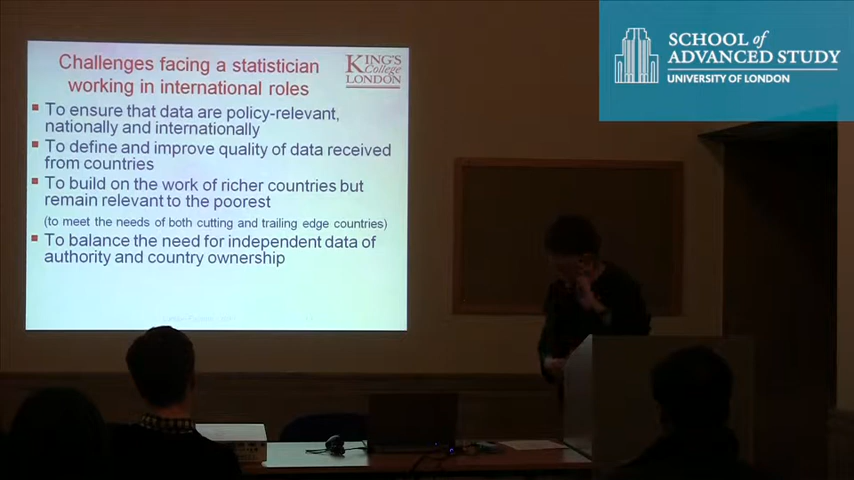 Challenges facing a statistician
working in international roles
KING'S
College
LONDON
To ensure that data are policy-relevant,
nationally and internationally
To define and improve quality of data received
from countries
To build on the work of richer countries but
remain relevant to the poorest
(to meet the needs of both cutting and trailing edge countries)
To balance the need for independent data of
authority and country ownership
SCHOOL of
ADVANCED STUDY
UNIVERSITY OF LONDON